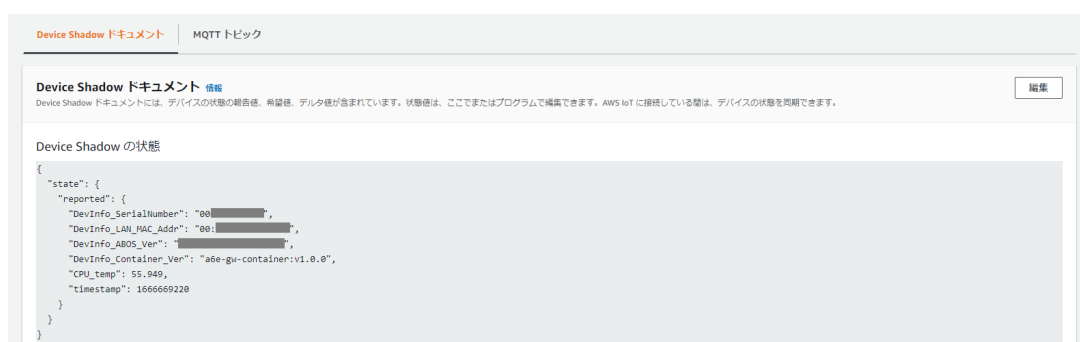 Device Shadow ドキュメント MQTT トピック
Device Shadow ドキュメント 情報
編集
Device Shadow ドキュメントには、デバイスの状態の報告値、希望値、デルタ値が含まれています。状態値は、ここでまたはプログラムで編集できます。AWS IoT に接続している間は、デバイスの状態を同期できます。
Device Shadow の状態
{
"state": {
"reported": {
"DevInfo_SerialNumber": "00",
"DevInfo_LAN_MAC_Addr": "00:",
"DevInfo_ABOS_Ver": "",
"DevInfo_Container_Ver": "a6e-gw-container:v1.0.0",
"CPU_temp": 55.949,
"timestamp": 1666669220
}
}
}